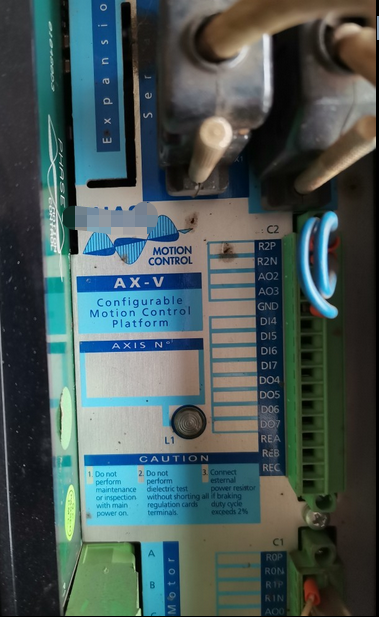 Expansio
Ser
PHASE
MOTION
CONTROL
AX-V
Configurable
Motion Control
Platform
AXIS N°
L1
C2
R2P
R2N
AO2
AO3
GND
DI4
DI5
DI6
DI7
DO4
DO5
DO6
DO7
REA
REB
REC
CAUTION
1. Do not
perform
maintenance
or inspection
with main
power on.
2. Do not
perform
dielectric test
without shorting all
regulation cards
terminals.
3. Connect
external
power resistor
if braking
duty cycle
exceeds 2%
A
B
Motor
C1
R0P
R0N
R1P
R1N
AO0